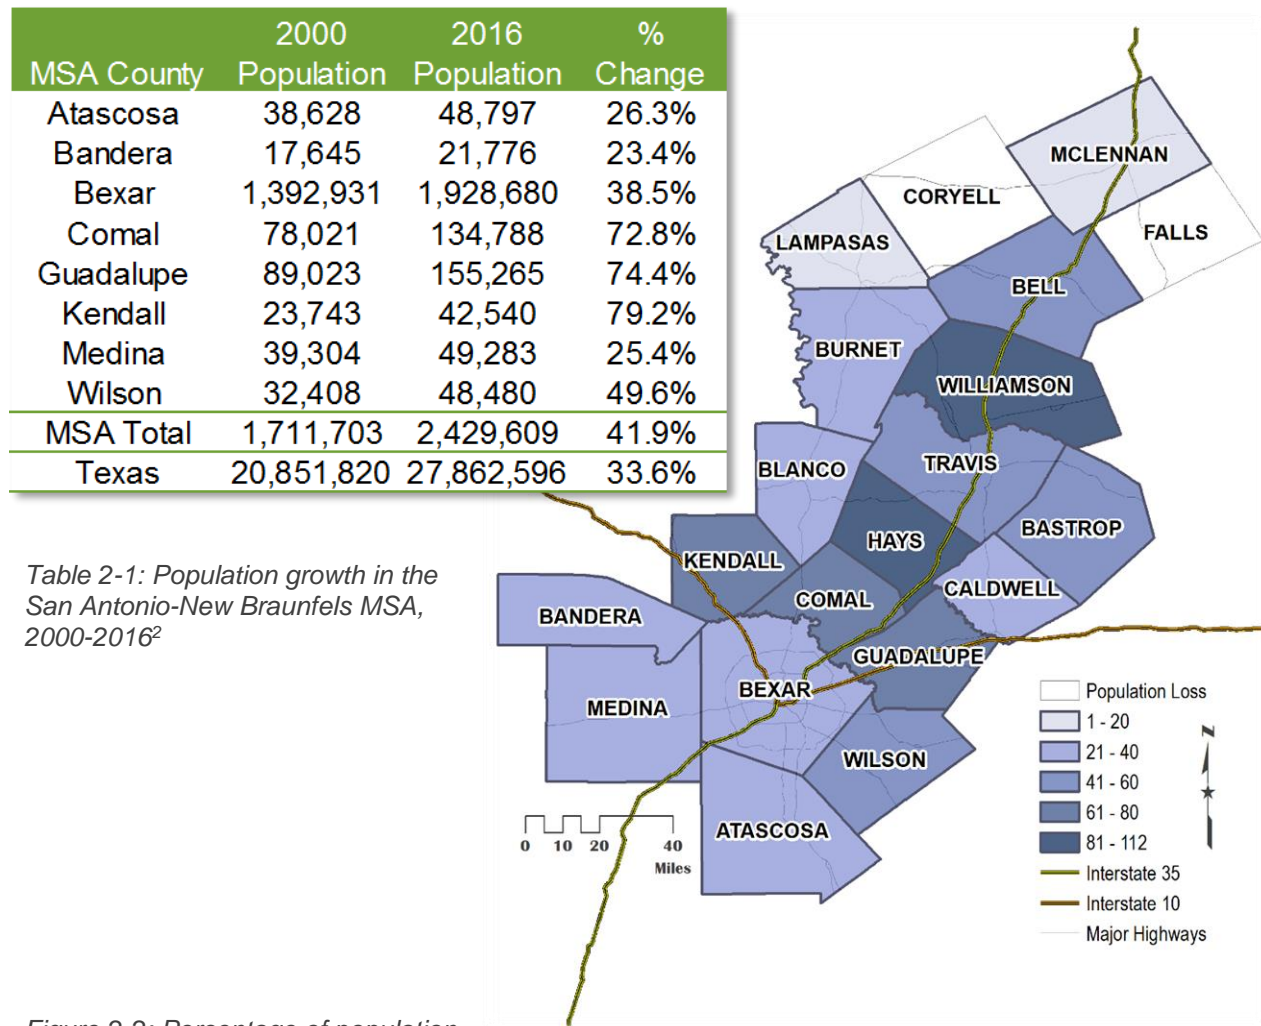 2000 2016 %
MSA County Population Population Change
Atascosa 38,628 48,797 26.3%
Bandera 17,645 21,776 23.4%
Bexar 1,392,931 1,928,680 38.5%
Comal 78,021 134,788 72.8%
Guadalupe 89,023 155,265 74.4%
Kendall 23,743 42,540 79.2%
Medina 39,304 49,283 25.4%
Wilson 32,408 48,480 49.6%
MSA Total 1,711,703 2,429,609 41.9%
Texas 20,851,820 27,862,596 33.6%
Table 2-1: Population growth in the
San Antonio-New Braunfels MSA,
2000-2016²
MCLENNAN
CORYELL
FALLS
LAMPASAS
BELL
BURNET
WILLIAMSON
TRAVIS
BLANCO
BASTROP
HAYS
KENDALL
CALDWELL
COMAL
BANDERA
GUADALUPE
BEXAR
MEDINA
WILSON
ATASCOSA
0 10 20 40
Miles
Population Loss
1 - 20
21 - 40
41 - 60
61 - 80
81 - 112
Interstate 35
Interstate 10
Major Highways
N
Figure 2-2: Percentage of population